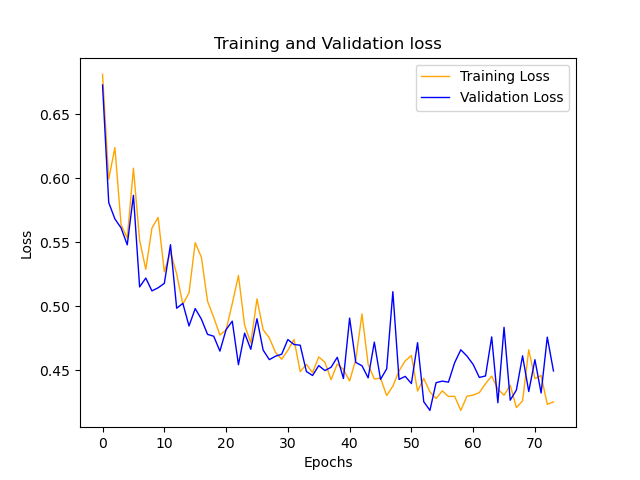 Training and Validation loss
Training Loss
Validation Loss
Loss
0.65
0.60
0.55
0.50
0.45
0 10 20 30 40 50 60 70
Epochs